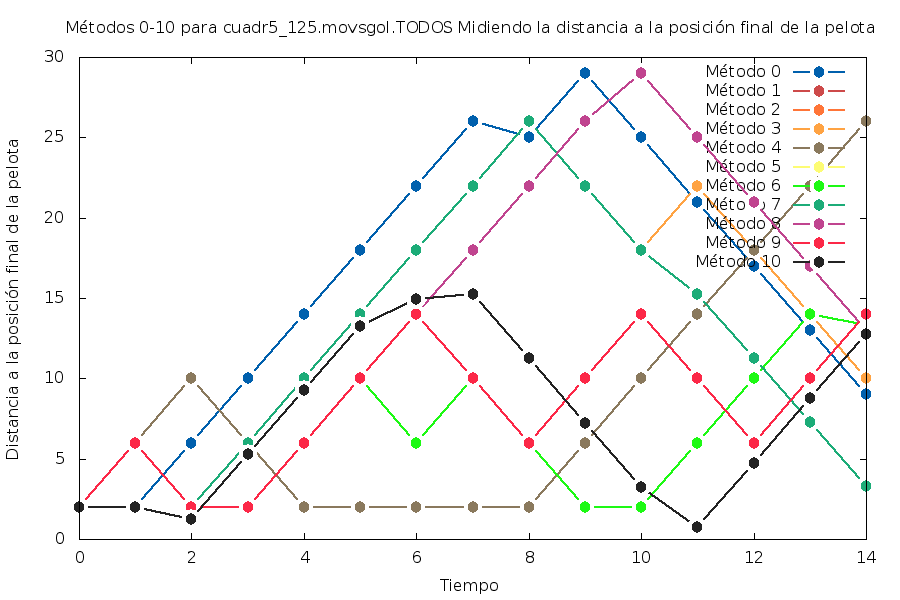 Métodos 0-10 para cuadr5_125.movsgol.TODOS Midiendo la distancia a la posición final de la pelota
30
25
20
15
10
5
0
0 2 4 6 8 10 12 14
Distancia a la posición final de la pelota
Tiempo
Método 0
Método 1
Método 2
Método 3
Método 4
Método 5
Método 6
Método 7
Método 8
Método 9
Método 10